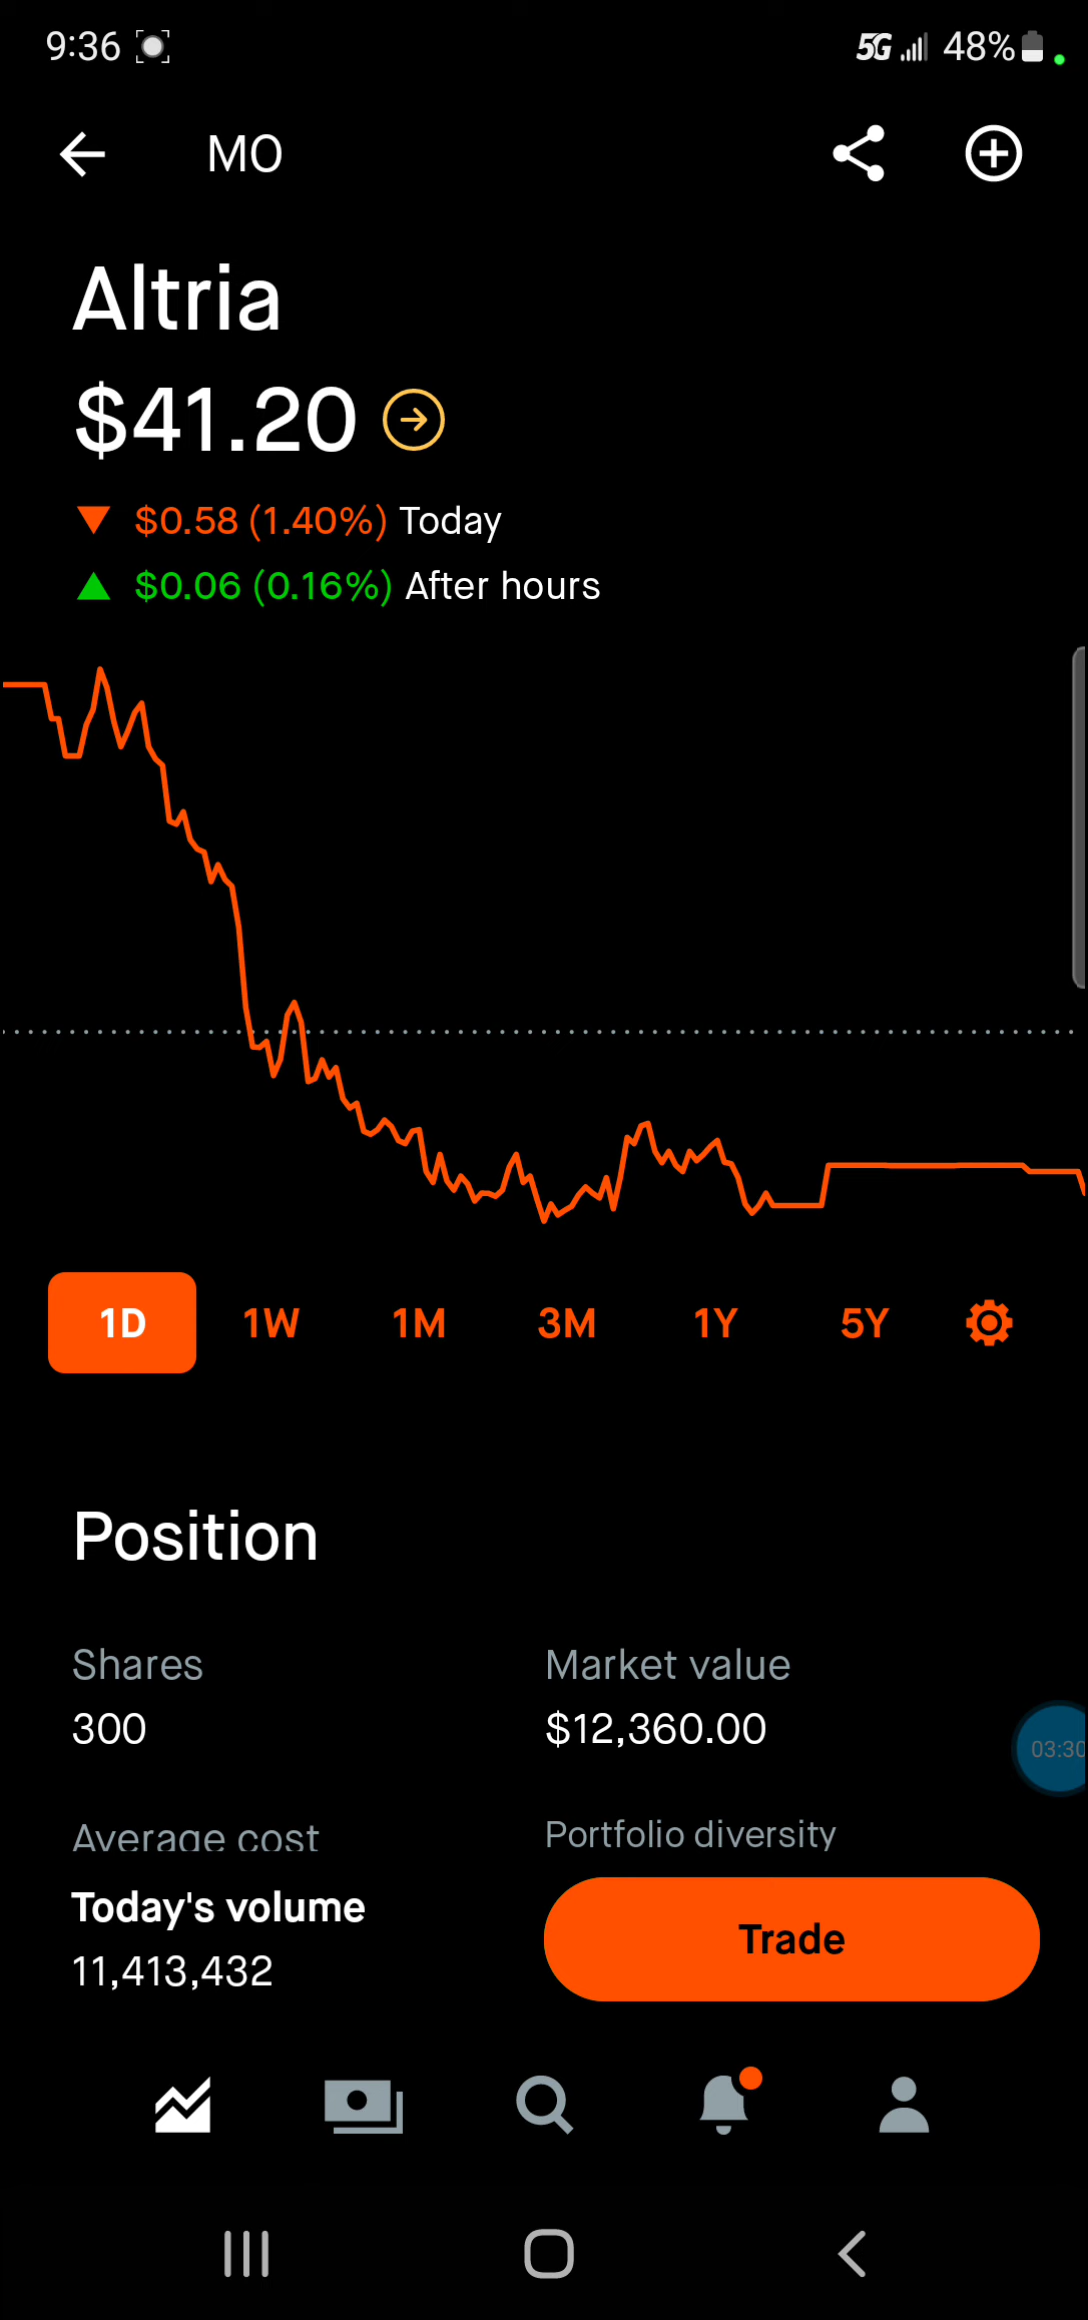 9:36 5G 48%
MO
Altria
$41.20
$0.58 (1.40%) Today
$0.06 (0.16%) After hours
1D 1W 1M 3M 1Y 5Y
Position
Shares Market value
300 $12,360.00
03:30
Average cost Portfolio diversity
Today's volume
Trade
11,413,432